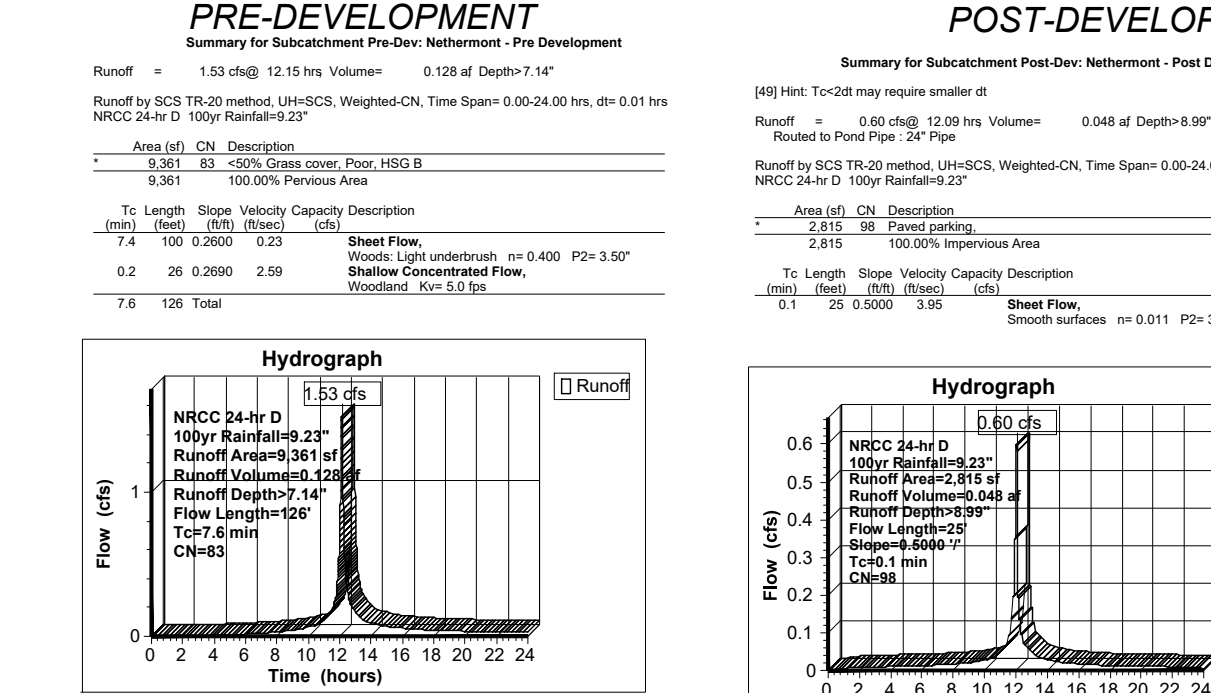 PRE-DEVELOPMENT
Summary for Subcatchment Pre-Dev: Nethermont - Pre Development
Runoff = 1.53 cfs@ 12.15 hrs, Volume= 0.128 af, Depth>7.14"
Runoff by SCS TR-20 method, UH=SCS, Weighted-CN, Time Span= 0.00-24.00 hrs, dt= 0.01 hrs
NRCC 24-hr D 100yr Rainfall=9.23"
Area (sf) CN Description
* 9,361 83 <50% Grass cover, Poor, HSG B
9,361 100.00% Pervious Area
Tc Length Slope Velocity Capacity Description
(min) (feet) (ft/ft) (ft/sec) (cfs)
7.4 100 0.2600 0.23 Sheet Flow,
Woods: Light underbrush n= 0.400 P2= 3.50"
0.2 26 0.2690 2.59 Shallow Concentrated Flow,
Woodland Kv= 5.0 fps
7.6 126 Total
Hydrograph
Runoff
1.53 cfs
NRCC 24-hr D
100yr Rainfall=9.23"
Runoff Area=9,361 sf
Runoff Volume=0.128 af
Runoff Depth>7.14"
Flow Length=126'
Tc=7.6 min
CN=83
Flow (cfs)
1
0
0 2 4 6 8 10 12 14 16 18 20 22 24
Time (hours)
POST-DEVELOP
Summary for Subcatchment Post-Dev: Nethermont - Post D
[49] Hint: Tc<2dt may require smaller dt
Runoff = 0.60 cfs@ 12.09 hrs, Volume= 0.048 af, Depth>8.99"
Routed to Pond Pipe : 24" Pipe
Runoff by SCS TR-20 method, UH=SCS, Weighted-CN, Time Span= 0.00-24.
NRCC 24-hr D 100yr Rainfall=9.23"
Area (sf) CN Description
* 2,815 98 Paved parking,
2,815 100.00% Impervious Area
Tc Length Slope Velocity Capacity Description
(min) (feet) (ft/ft) (ft/sec) (cfs)
0.1 25 0.5000 3.95 Sheet Flow,
Smooth surfaces n= 0.011 P2=
Hydrograph
0.60 cfs
NRCC 24-hr D
100yr Rainfall=9.23"
Runoff Area=2,815 sf
Runoff Volume=0.048 af
Runoff Depth>8.99"
Flow Length=25'
Slope=0.5000 '/'
Tc=0.1 min
CN=98
Flow (cfs)
0.6
0.5
0.4
0.3
0.2
0.1
0
0 2 4 6 8 10 12 14 16 18 20 22 24